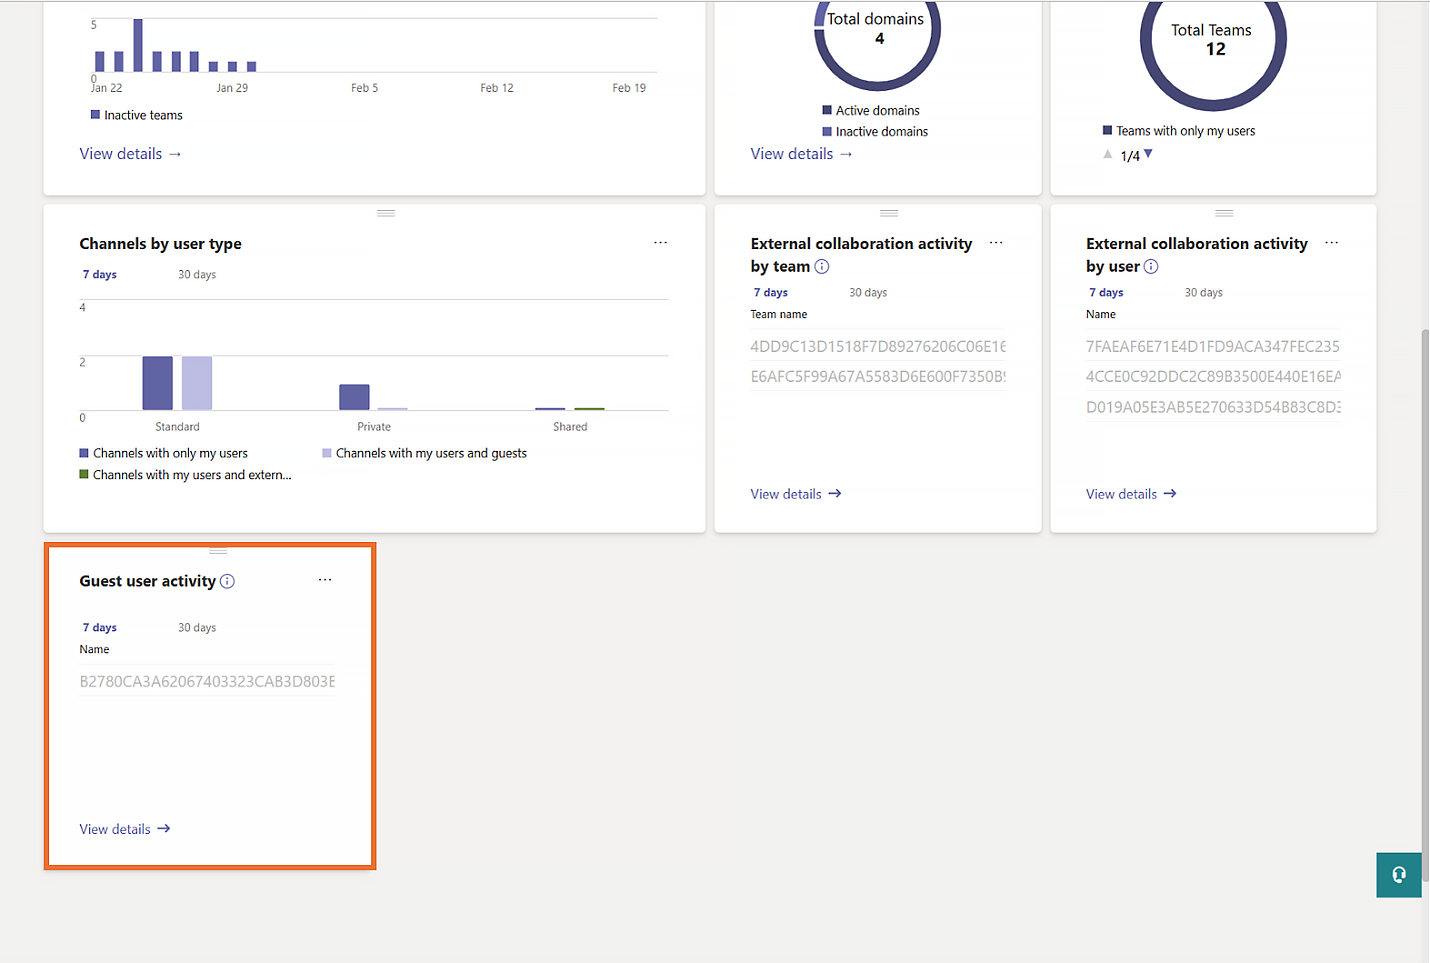 5
0
Jan 22
Jan 29
Feb 5
Feb 12
Feb 19
Inactive teams
View details →
Total domains
4
Active domains
Inactive domains
View details →
Total Teams
12
Teams with only my users
1/4
Channels by user type
...
7 days
30 days
4
2
0
Standard
Private
Shared
Channels with only my users
Channels with my users and guests
Channels with my users and extern...
External collaboration activity
by team
...
7 days
30 days
Team name
4DD9C13D1518F7D89276206C06E16
E6AFC5F99A67A5583D6E600F7350B9
View details →
External collaboration activity
by user
...
7 days
30 days
Name
7FAEAF6E71E4D1FD9ACA347FEC235
4CCE0C92DDC2C89B3500E440E16EA
D019A05E3AB5E270633D54B83C8D3
View details →
Guest user activity
...
7 days
30 days
Name
B2780CA3A62067403323CAB3D803E
View details →